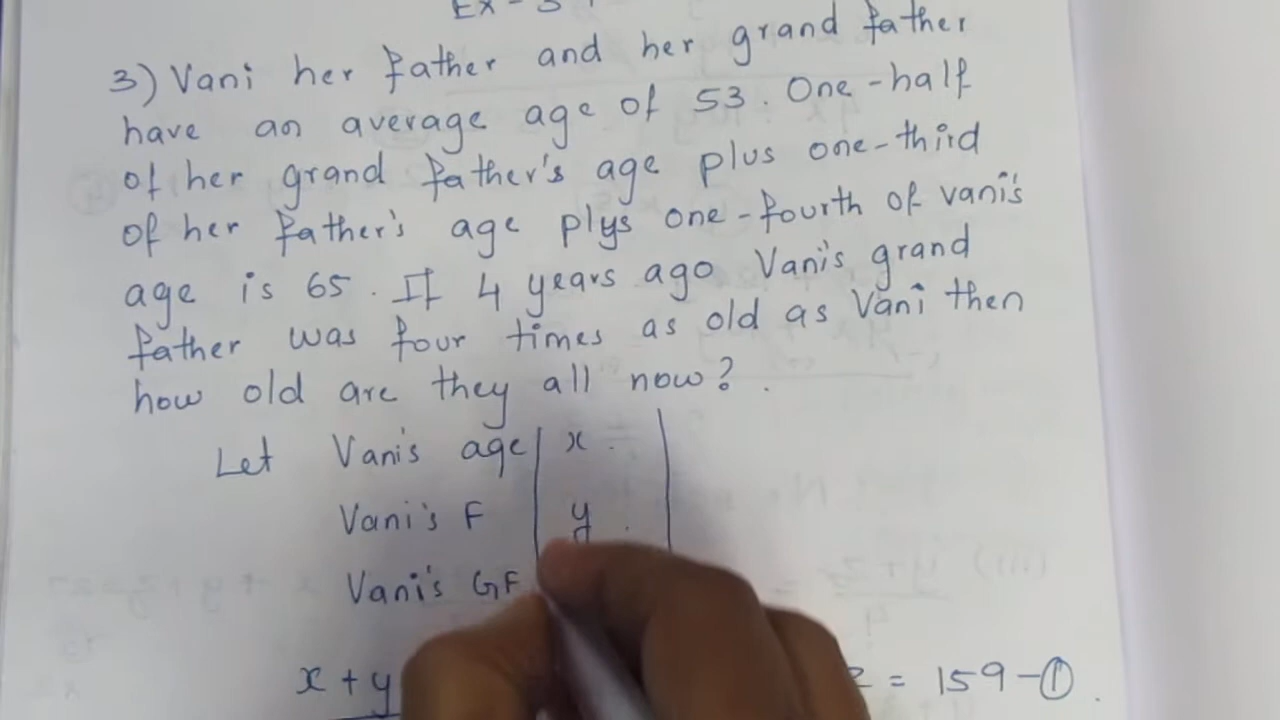 Ex - 3
3) Vani her father and her grand father
have an average age of 53. One-half
of her grand father's age plus one-third
of her father's age plys one-fourth of vani's
age is 65. If 4 years ago Vani's grand
father was four times as old as Vani then
how old are they all now?
Let Vani's age x
Vani's F y
Vani's GF
x + y = 159 - ①